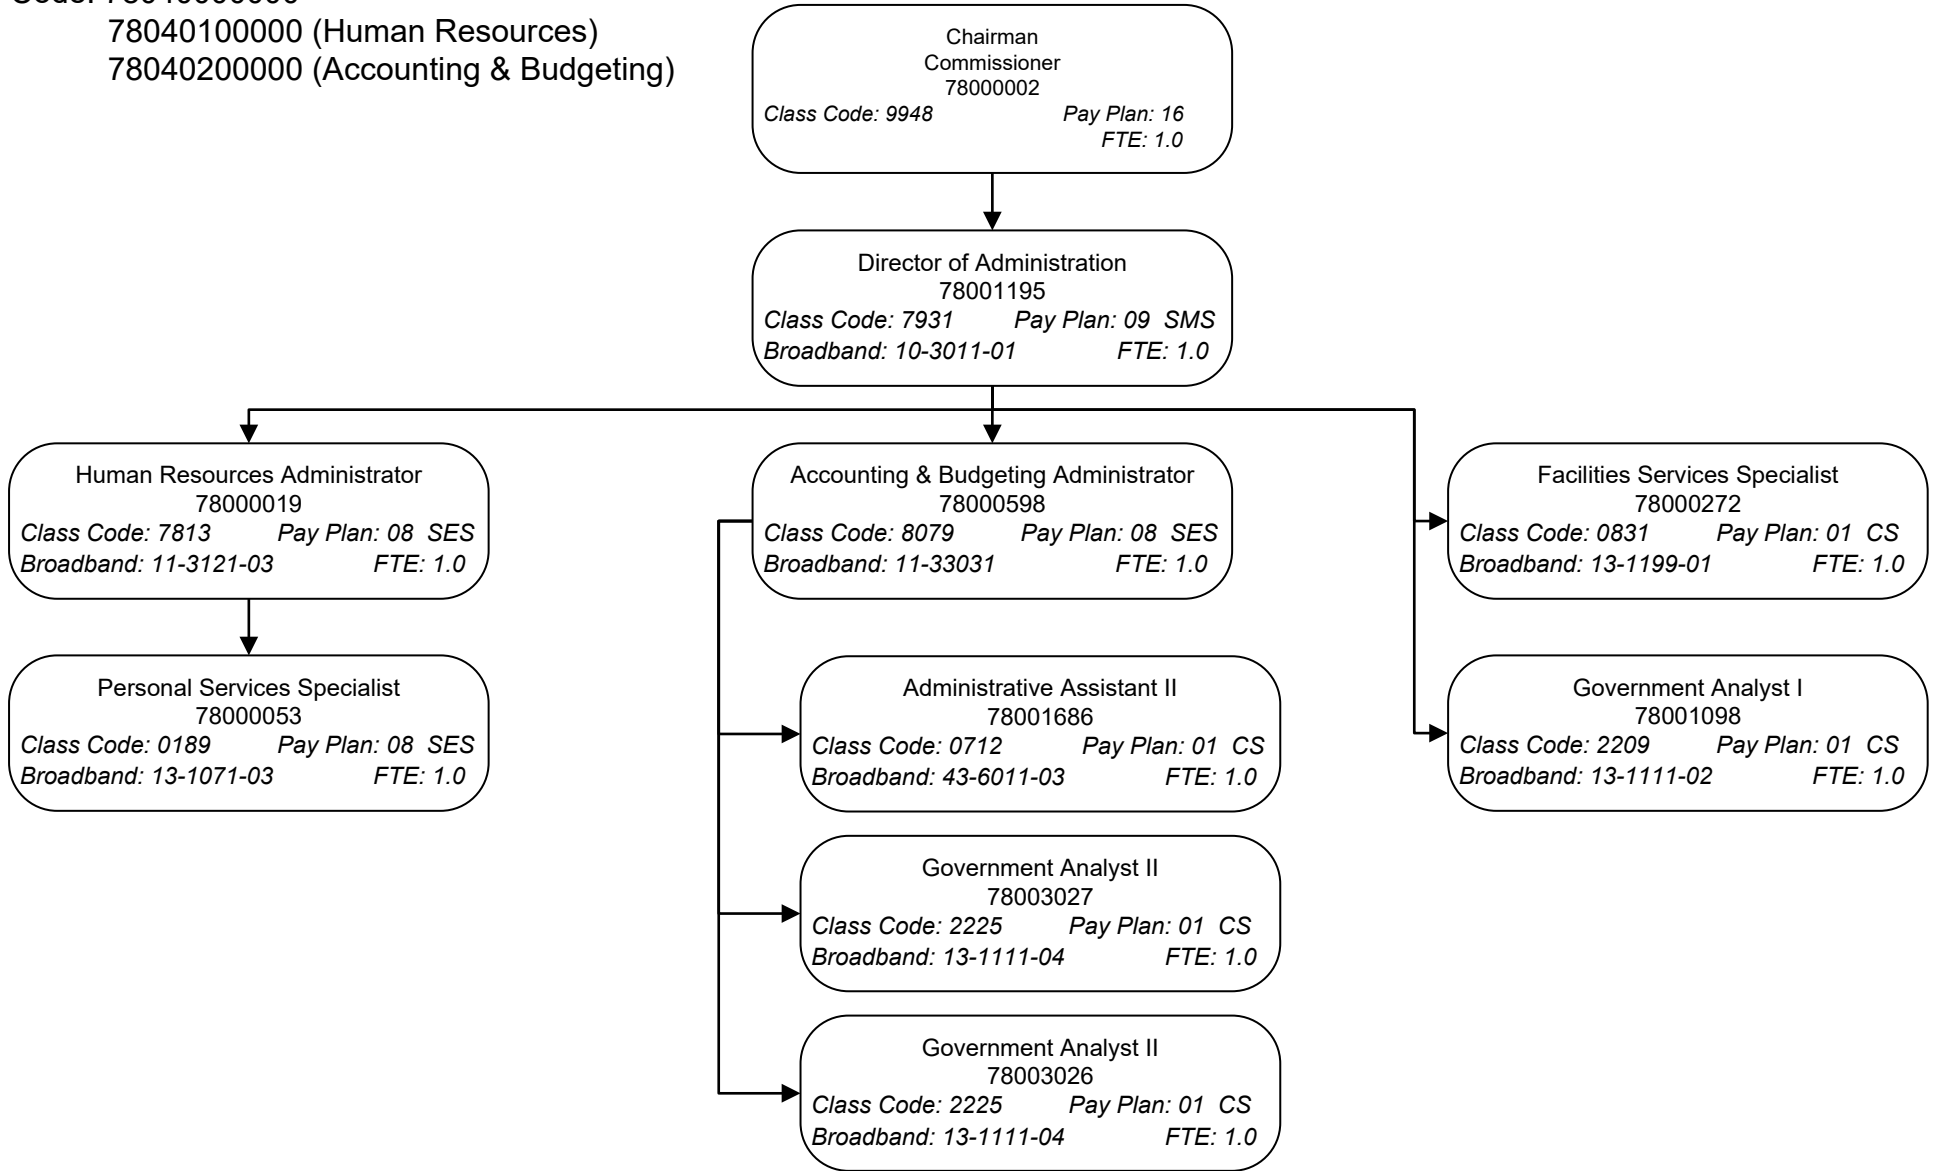 78040100000 (Human Resources)
78040200000 (Accounting & Budgeting)
Chairman
Commissioner
78000002
Class Code: 9948 Pay Plan: 16
FTE: 1.0
Director of Administration
78001195
Class Code: 7931 Pay Plan: 09 SMS
Broadband: 10-3011-01 FTE: 1.0
Human Resources Administrator
78000019
Class Code: 7813 Pay Plan: 08 SES
Broadband: 11-3121-03 FTE: 1.0
Accounting & Budgeting Administrator
78000598
Class Code: 8079 Pay Plan: 08 SES
Broadband: 11-33031 FTE: 1.0
Facilities Services Specialist
78000272
Class Code: 0831 Pay Plan: 01 CS
Broadband: 13-1199-01 FTE: 1.0
Personal Services Specialist
78000053
Class Code: 0189 Pay Plan: 08 SES
Broadband: 13-1071-03 FTE: 1.0
Administrative Assistant II
78001686
Class Code: 0712 Pay Plan: 01 CS
Broadband: 43-6011-03 FTE: 1.0
Government Analyst I
78001098
Class Code: 2209 Pay Plan: 01 CS
Broadband: 13-1111-02 FTE: 1.0
Government Analyst II
78003027
Class Code: 2225 Pay Plan: 01 CS
Broadband: 13-1111-04 FTE: 1.0
Government Analyst II
78003026
Class Code: 2225 Pay Plan: 01 CS
Broadband: 13-1111-04 FTE: 1.0